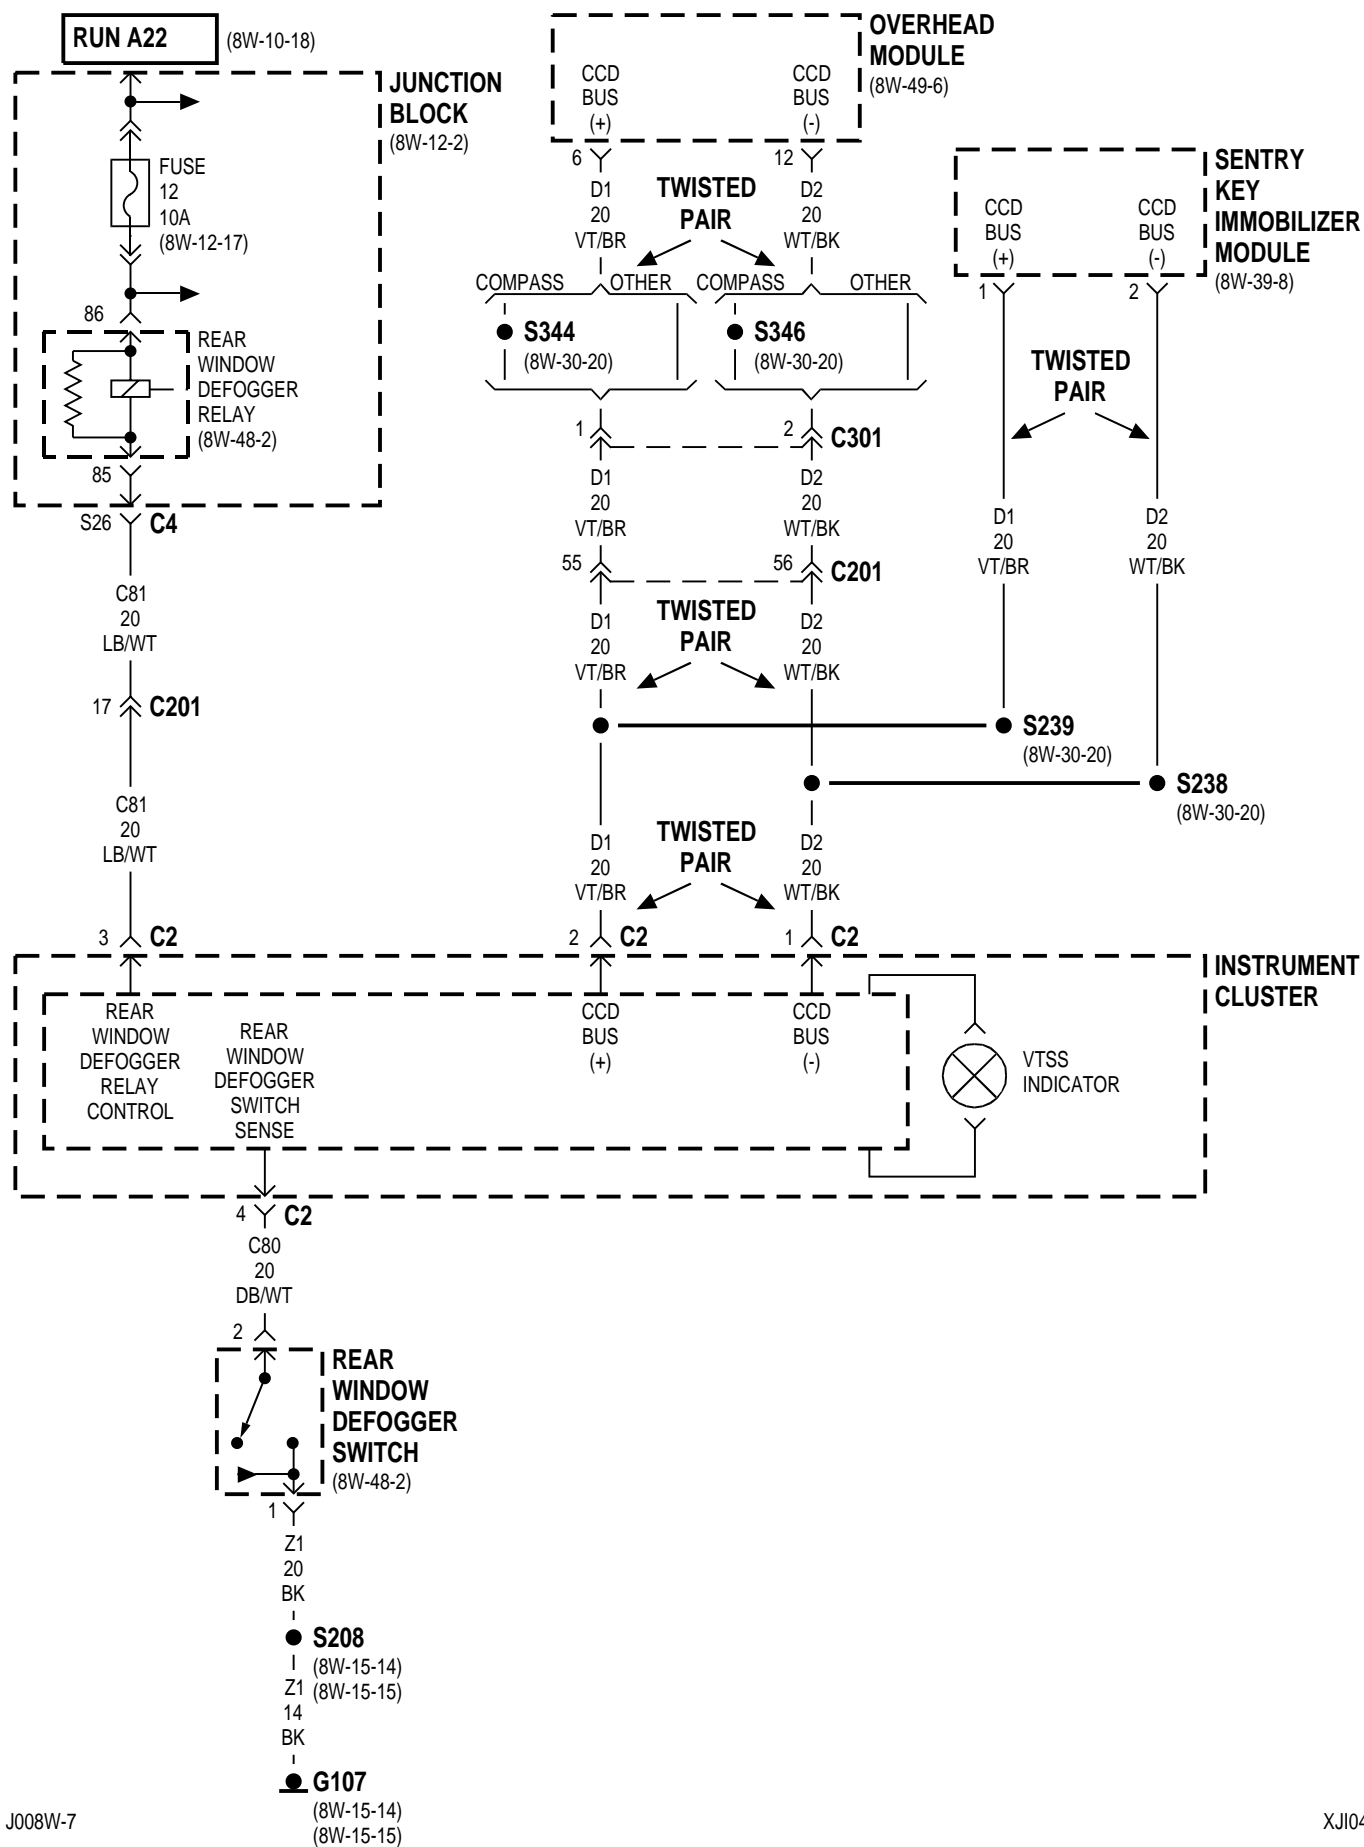 RUN A22
(8W-10-18)
JUNCTION
BLOCK
(8W-12-2)
FUSE
12
10A
(8W-12-17)
86
REAR
WINDOW
DEFOGGER
RELAY
(8W-48-2)
85
S26
C4
C81
20
LB/WT
17
C201
C81
20
LB/WT
3
C2
OVERHEAD
MODULE
(8W-49-6)
CCD
BUS
(+)
CCD
BUS
(-)
6
12
D1
20
VT/BR
TWISTED
PAIR
D2
20
WT/BK
COMPASS
OTHER
COMPASS
OTHER
S344
(8W-30-20)
S346
(8W-30-20)
1
2
C301
D1
20
VT/BR
D2
20
WT/BK
55
56
C201
D1
20
VT/BR
TWISTED
PAIR
D2
20
WT/BK
SENTRY
KEY
IMMOBILIZER
MODULE
(8W-39-8)
CCD
BUS
(+)
CCD
BUS
(-)
1
2
TWISTED
PAIR
D1
20
VT/BR
D2
20
WT/BK
S239
(8W-30-20)
S238
(8W-30-20)
D1
20
VT/BR
TWISTED
PAIR
D2
20
WT/BK
2
C2
1
C2
INSTRUMENT
CLUSTER
REAR
WINDOW
DEFOGGER
RELAY
CONTROL
REAR
WINDOW
DEFOGGER
SWITCH
SENSE
CCD
BUS
(+)
CCD
BUS
(-)
VTSS
INDICATOR
4
C2
C80
20
DB/WT
2
REAR
WINDOW
DEFOGGER
SWITCH
(8W-48-2)
1
Z1
20
BK
S208
(8W-15-14)
(8W-15-15)
Z1
14
BK
G107
(8W-15-14)
(8W-15-15)
J008W-7
XJI04